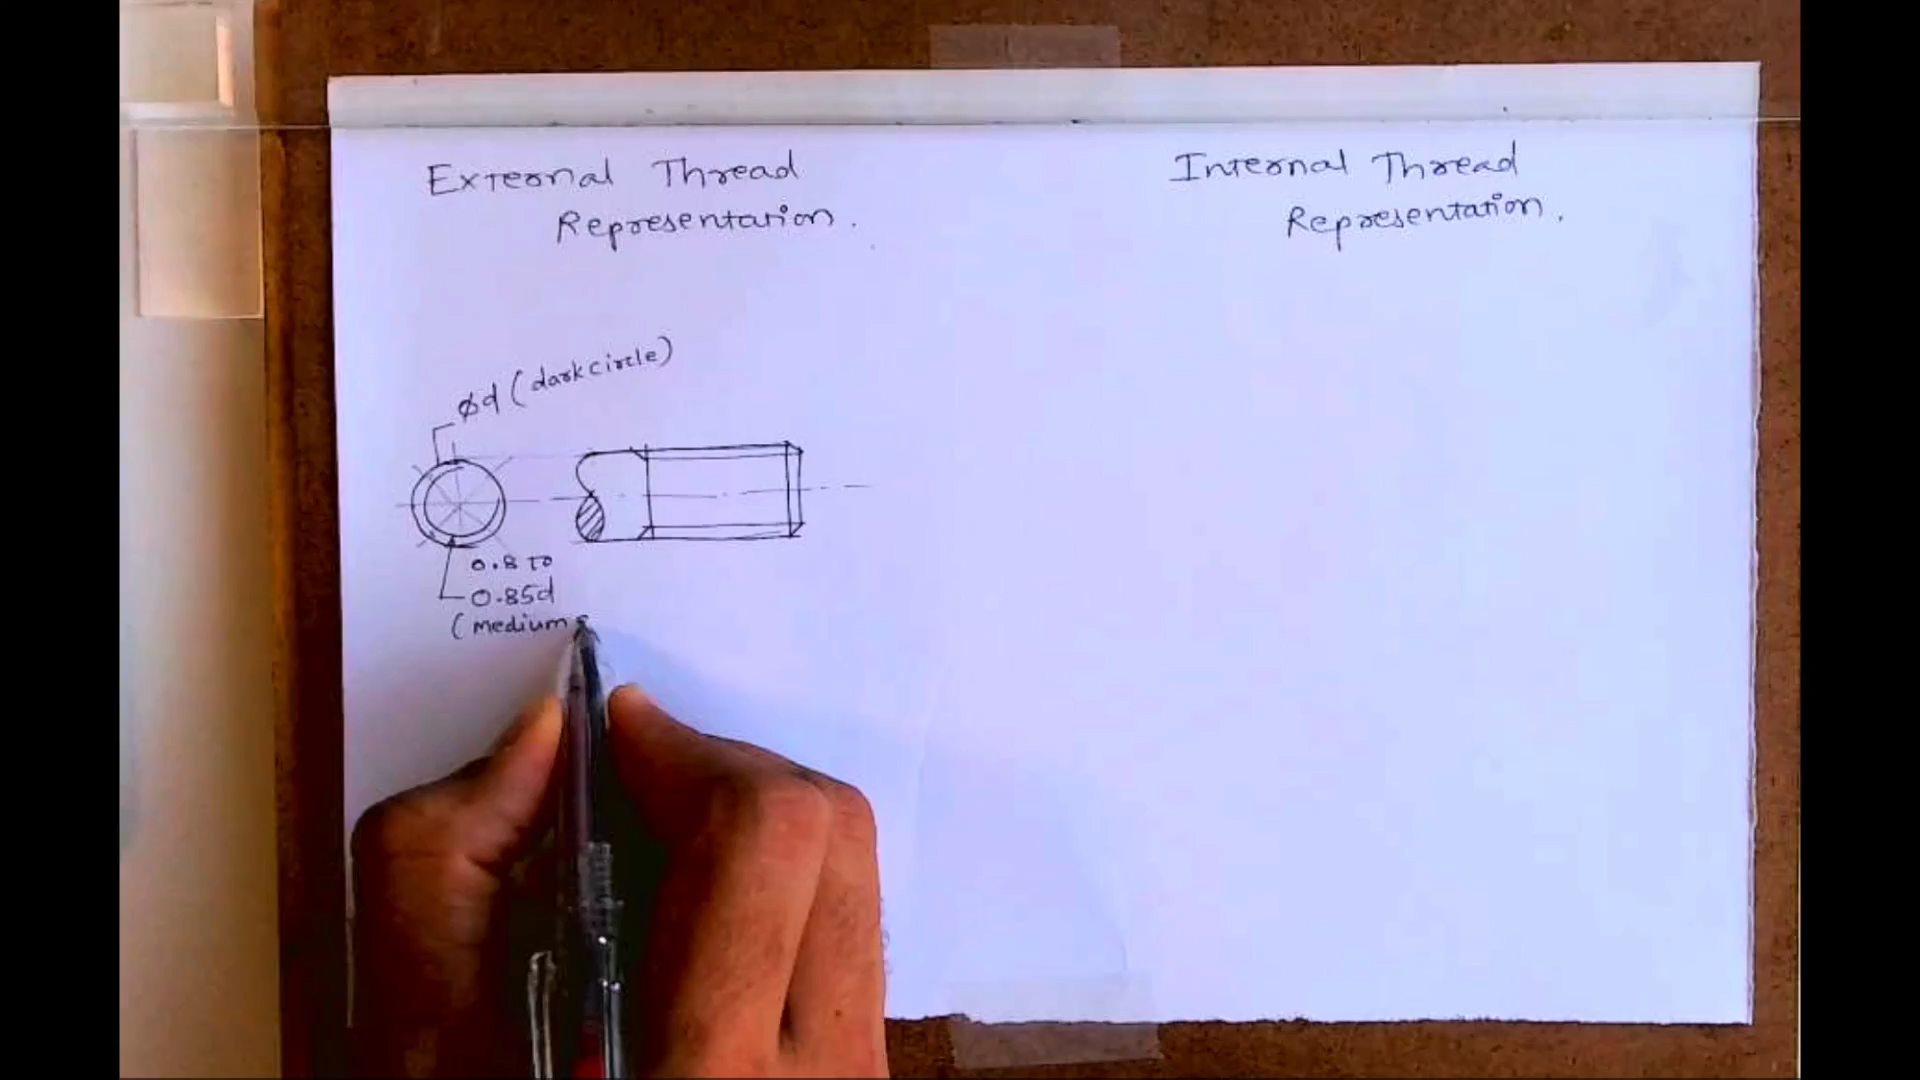 External Thread
Representation.
Internal Thread
Representation.
ød (dark circle)
0.8 to
0.85d
(medium